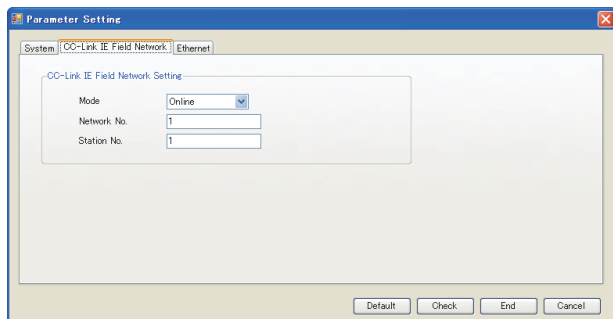 Parameter Setting
System CC-Link IE Field Network Ethernet
CC-Link IE Field Network Setting
Mode Online
Network No. 1
Station No. 1
Default Check End Cancel